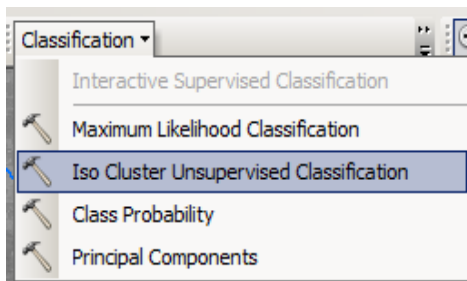 Classification
Interactive Supervised Classification
Maximum Likelihood Classification
Iso Cluster Unsupervised Classification
Class Probability
Principal Components